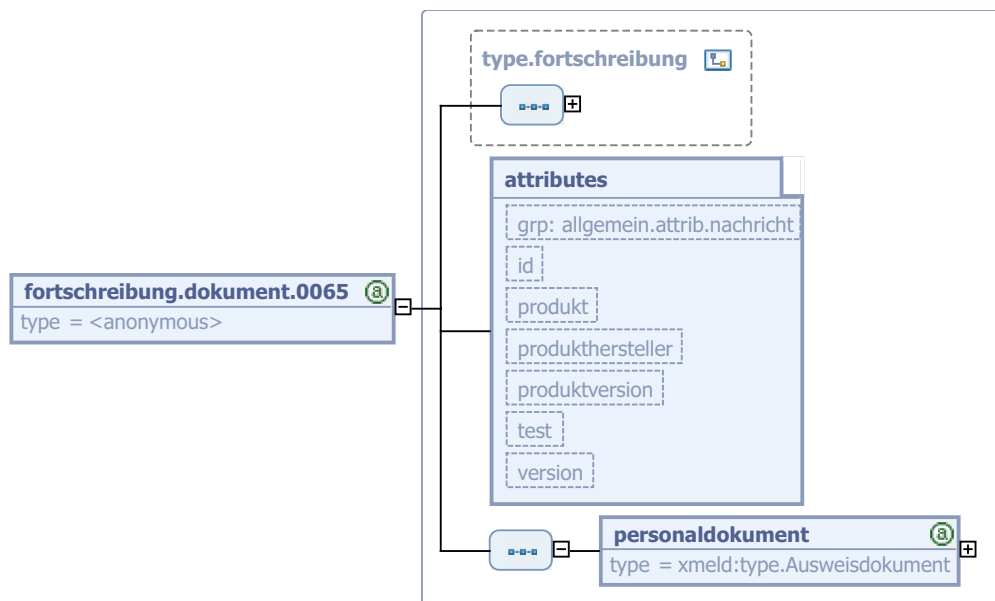 type.fortschreibung
attributes
grp: allgemein.attrib.nachricht
id
fortschreibung.dokument.0065
type = <anonymous>
produkt
produkthersteller
produktversion
test
version
personaldokument
type = xmeld:type.Ausweisdokument